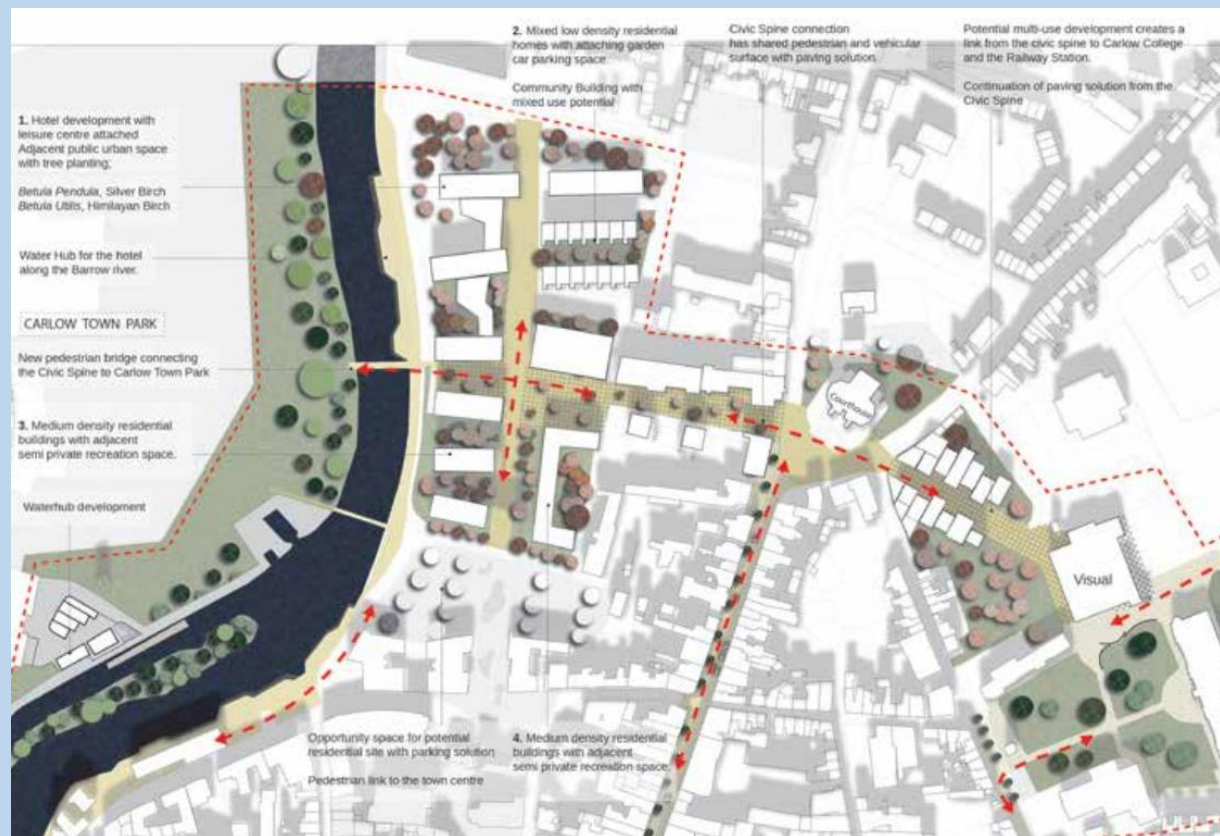 1. Hotel development with
leisure centre attached
Adjacent public urban space
with tree planting;
Betula Pendula, Silver Birch
Betula Utilis, Himilayan Birch
Water Hub for the hotel
along the Barrow river.
CARLOW TOWN PARK
New pedestrian bridge connecting
the Civic Spine to Carlow Town Park
3. Medium density residential
buildings with adjacent
semi private recreation space.
Waterhub development
2. Mixed low density residential
homes with attaching garden
car parking space
Community Building with
mixed use potential
Civic Spine connection
has shared pedestrian and vehicular
surface with paving solution
Potential multi-use development creates a
link from the civic spine to Carlow College
and the Railway Station.
Continuation of paving solution from the
Civic Spine
Courthouse
Visual
Opportunity space for potential
residential site with parking solution
Pedestrian link to the town centre
4. Medium density residential
buildings with adjacent
semi private recreation space.